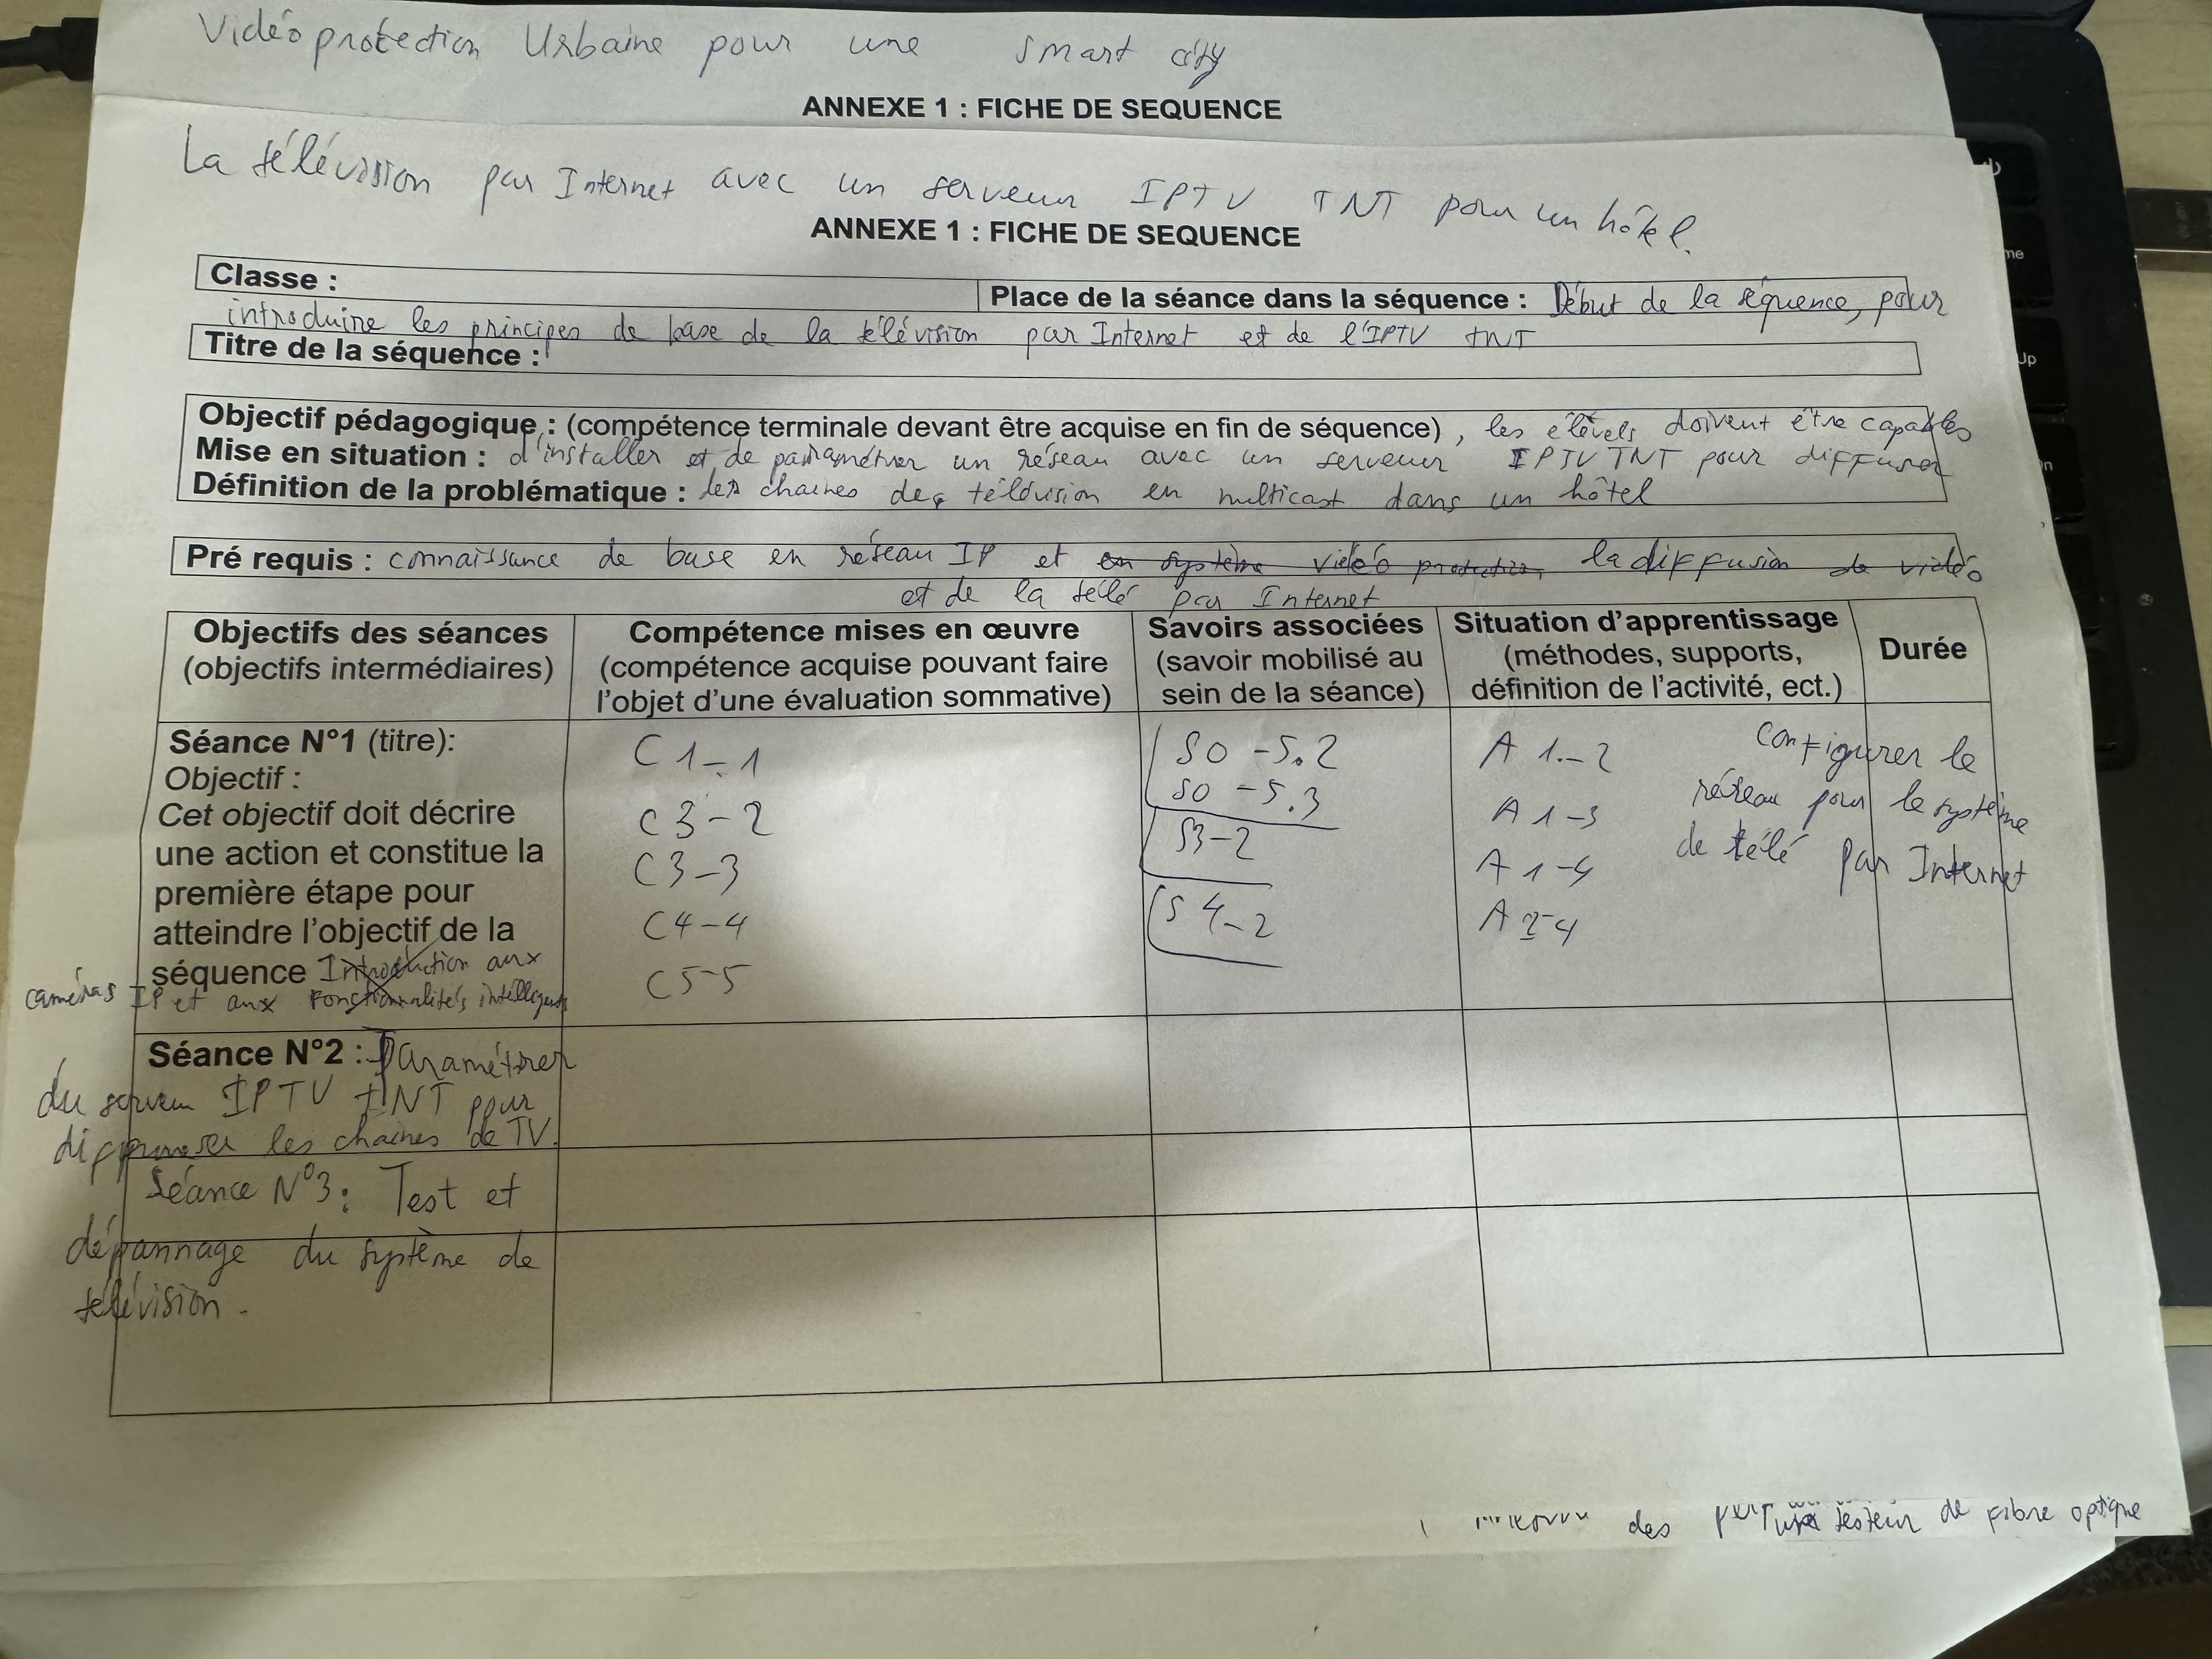 Vidéoprotection Urbaine pour une smart city
ANNEXE 1 : FICHE DE SEQUENCE
La télévision par Internet avec un serveur IPTV TNT pour un hôtel.
ANNEXE 1 : FICHE DE SEQUENCE
Classe :
Place de la séance dans la séquence : Début de la séquence, pour
introduire les principes de base de la télévision par Internet et de l'IPTV TNT
Titre de la séquence :
Objectif pédagogique : (compétence terminale devant être acquise en fin de séquence), les élèves doivent être capables
Mise en situation : d'installer et de paramétrer un réseau avec un serveur IPTV TNT pour diffuser
Définition de la problématique : les chaines de télévision en multicast dans un hôtel
Pré requis : connaissance de base en réseau IP et en système vidéo protection, la diffusion de vidéo
et de la télé par Internet
Objectifs des séances
(objectifs intermédiaires)
Compétence mises en œuvre
(compétence acquise pouvant faire
l'objet d'une évaluation sommative)
Savoirs associées
(savoir mobilisé au
sein de la séance)
Situation d'apprentissage
(méthodes, supports,
définition de l'activité, ect.)
Durée
Séance N°1 (titre):
Objectif :
Cet objectif doit décrire
une action et constitue la
première étape pour
atteindre l'objectif de la
séquence Introduction aux
caméras IP et aux fonctionnalités
C1-1
C3-2
C3-3
C4-4
C5-5
S0-5.2
S0-5.3
S3-2
S4-2
A1-2
A1-3
A1-4
A2-4
Configurer le
réseau pour le système
de télé par Internet
Séance N°2 : Paramétrer
du serveur IPTV TNT pour
les chaines de TV.
Séance N°3: Test et
dépannage du système de
télévision.
des
testeur de fibre optique